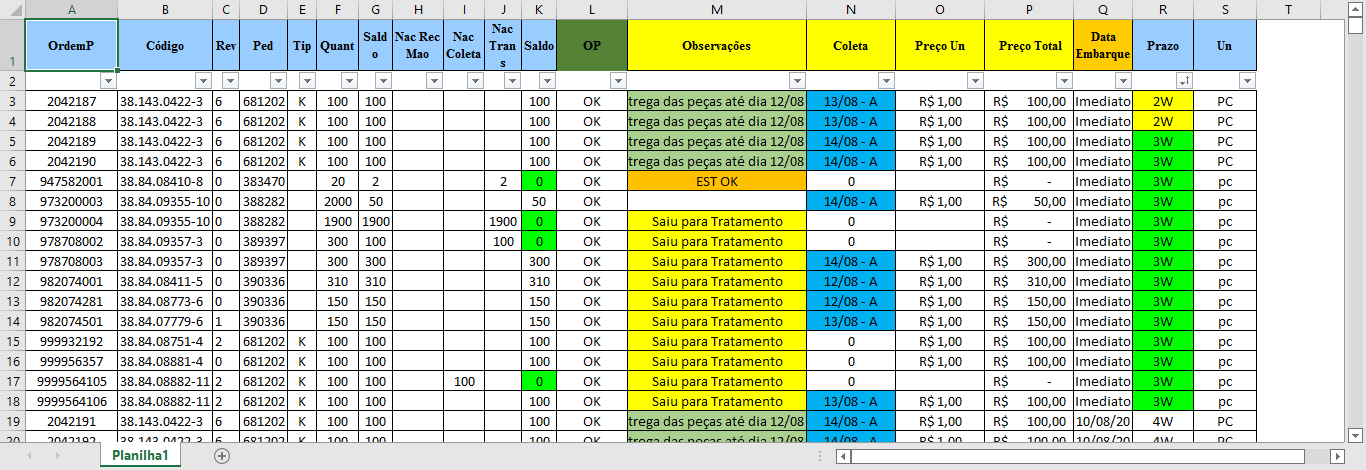 A B C D E F G H I J K L M N O P Q R S T
1 OrdemP Código Rev Ped Tip Quant Saldo Nac Rec Mao Nac Coleta Nac Trans Saldo OP Observações Coleta Preço Un Preço Total Data Embarque Prazo Un
2
3 2042187 38.143.0422-3 6 681202 K 100 100 100 OK trega das peças até dia 12/08 13/08 - A R$ 1,00 R$ 100,00 Imediato 2W PC
4 2042188 38.143.0422-3 6 681202 K 100 100 100 OK trega das peças até dia 12/08 13/08 - A R$ 1,00 R$ 100,00 Imediato 2W PC
5 2042189 38.143.0422-3 6 681202 K 100 100 100 OK trega das peças até dia 12/08 14/08 - A R$ 1,00 R$ 100,00 Imediato 3W PC
6 2042190 38.143.0422-3 6 681202 K 100 100 100 OK trega das peças até dia 12/08 14/08 - A R$ 1,00 R$ 100,00 Imediato 3W PC
7 947582001 38.84.08410-8 0 383470 20 2 2 0 OK EST OK 0 R$ - Imediato 3W pc
8 973200003 38.84.09355-10 0 388282 2000 50 50 OK 14/08 - A R$ 1,00 R$ 50,00 Imediato 3W pc
9 973200004 38.84.09355-10 0 388282 1900 1900 1900 0 OK Saiu para Tratamento 0 R$ - Imediato 3W pc
10 978708002 38.84.09357-3 0 389397 300 100 100 0 OK Saiu para Tratamento 0 R$ - Imediato 3W pc
11 978708003 38.84.09357-3 0 389397 300 300 300 OK Saiu para Tratamento 14/08 - A R$ 1,00 R$ 300,00 Imediato 3W pc
12 982074001 38.84.08411-5 0 390336 310 310 310 OK Saiu para Tratamento 12/08 - A R$ 1,00 R$ 310,00 Imediato 3W pc
13 982074281 38.84.08773-6 0 390336 150 150 150 OK Saiu para Tratamento 12/08 - A R$ 1,00 R$ 150,00 Imediato 3W pc
14 982074501 38.84.07779-6 1 390336 150 150 150 OK Saiu para Tratamento 13/08 - A R$ 1,00 R$ 150,00 Imediato 3W pc
15 999932192 38.84.08751-4 2 681202 K 100 100 100 OK Saiu para Tratamento 0 R$ 1,00 R$ 100,00 Imediato 3W pc
16 999956357 38.84.08881-4 0 681202 K 100 100 100 OK Saiu para Tratamento 0 R$ 1,00 R$ 100,00 Imediato 3W pc
17 9999564105 38.84.08882-11 2 681202 K 100 100 100 0 OK Saiu para Tratamento 0 R$ - Imediato 3W pc
18 9999564106 38.84.08882-11 2 681202 K 100 100 100 OK Saiu para Tratamento 13/08 - A R$ 1,00 R$ 100,00 Imediato 3W pc
19 2042191 38.143.0422-3 6 681202 K 100 100 100 OK trega das peças até dia 12/08 14/08 - A R$ 1,00 R$ 100,00 10/08/20 4W PC
20 2042192 38.143.0422-3 6 681202 K 100 100 100 OK trega das peças até dia 12/08 14/08 - A R$ 1,00 R$ 100,00 10/08/20 4W PC
Planilha1